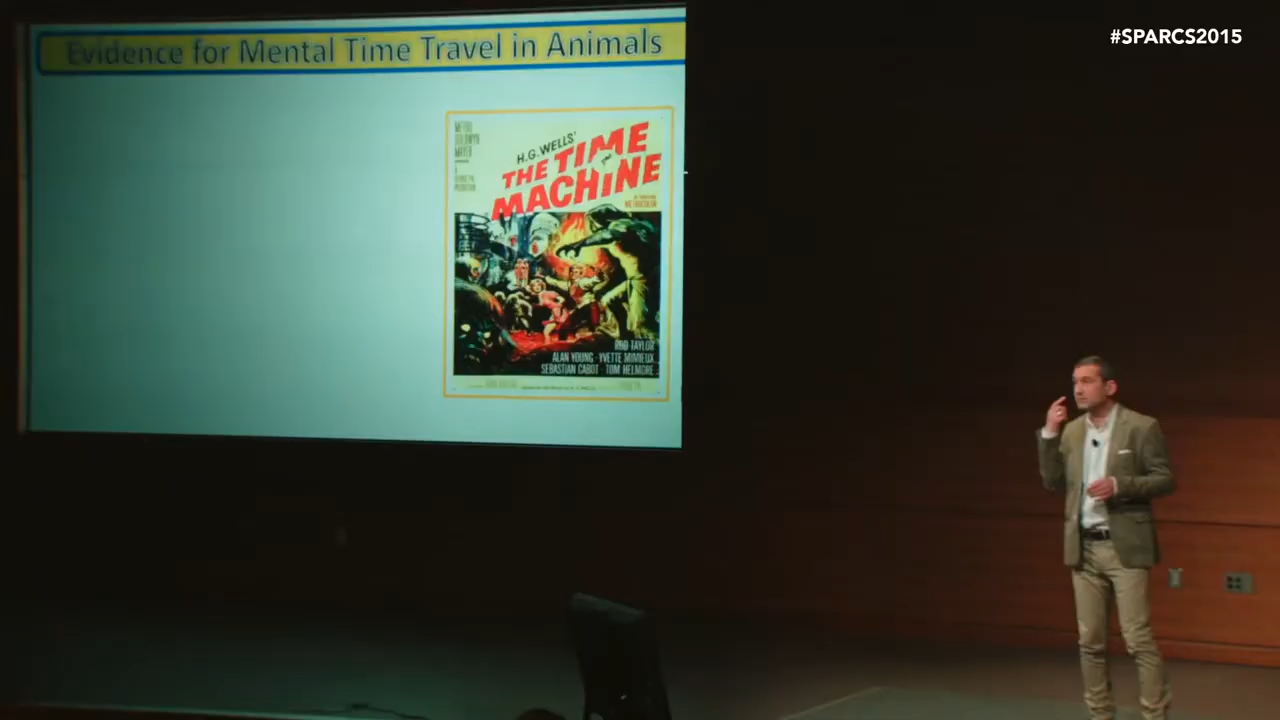 #SPARCS2015
Evidence for Mental Time Travel in Animals
METRO
GOLDWYN
MAYER
H.G. WELLS'
THE TIME
MACHINE
METROCOLOR
ROD TAYLOR
ALAN YOUNG · YVETTE MIMIEUX
SEBASTIAN CABOT · TOM HELMORE